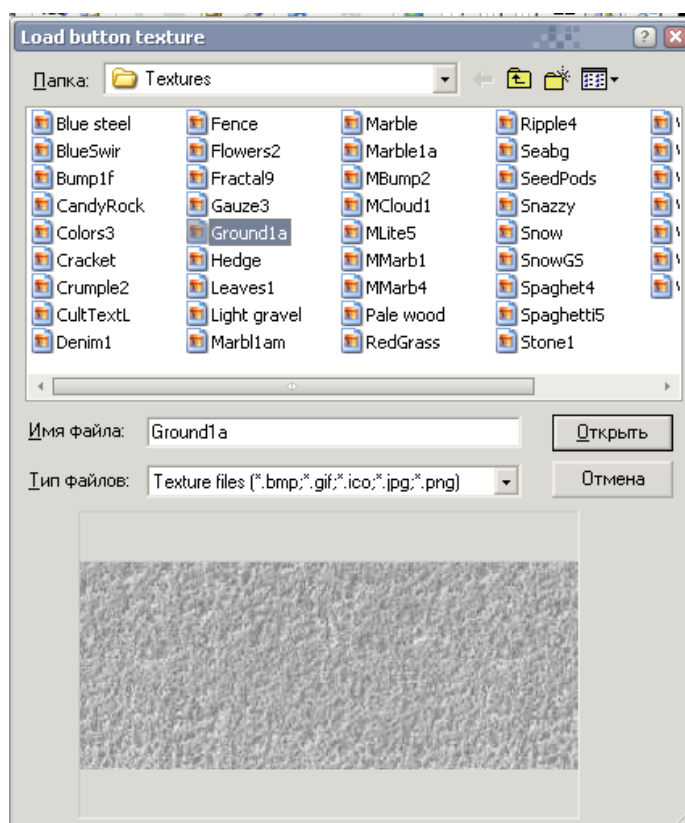 Load button texture
Папка: Textures
Blue steel
BlueSwir
Bump1f
CandyRock
Colors3
Cracket
Crumple2
CultTextL
Denim1
Fence
Flowers2
Fractal9
Gauze3
Ground1a
Hedge
Leaves1
Light gravel
Marbl1am
Marble
Marble1a
MBump2
MCloud1
MLite5
MMarb1
MMarb4
Pale wood
RedGrass
Ripple4
Seabg
SeedPods
Snazzy
Snow
SnowGS
Spaghet4
Spaghetti5
Stone1
Имя файла: Ground1a
Открыть
Тип файлов: Texture files (*.bmp;*.gif;*.ico;*.jpg;*.png)
Отмена